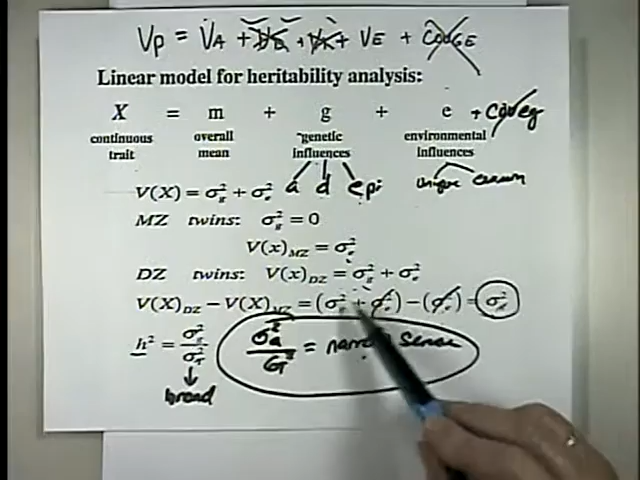 Vp = VA + VD + VI + VE + COVGE
Linear model for heritability analysis:
X = m + g + e + Coveg
continuous trait overall mean genetic influences environmental influences
V(X) = σ²g + σ²e a d epi unique common
MZ twins: σ²g = 0
V(x)MZ = σ²e
DZ twins: V(x)DZ = σ²g + σ²e
V(X)DZ − V(X)MZ = (σ²g + σ²e) − (σ²e) = σ²g
h² = σ²g / σ²T σ²a / σ² = narrow sense
broad